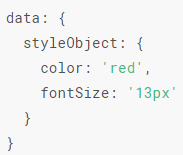 data: {
  styleObject: {
    color: 'red',
    fontSize: '13px'
  }
}